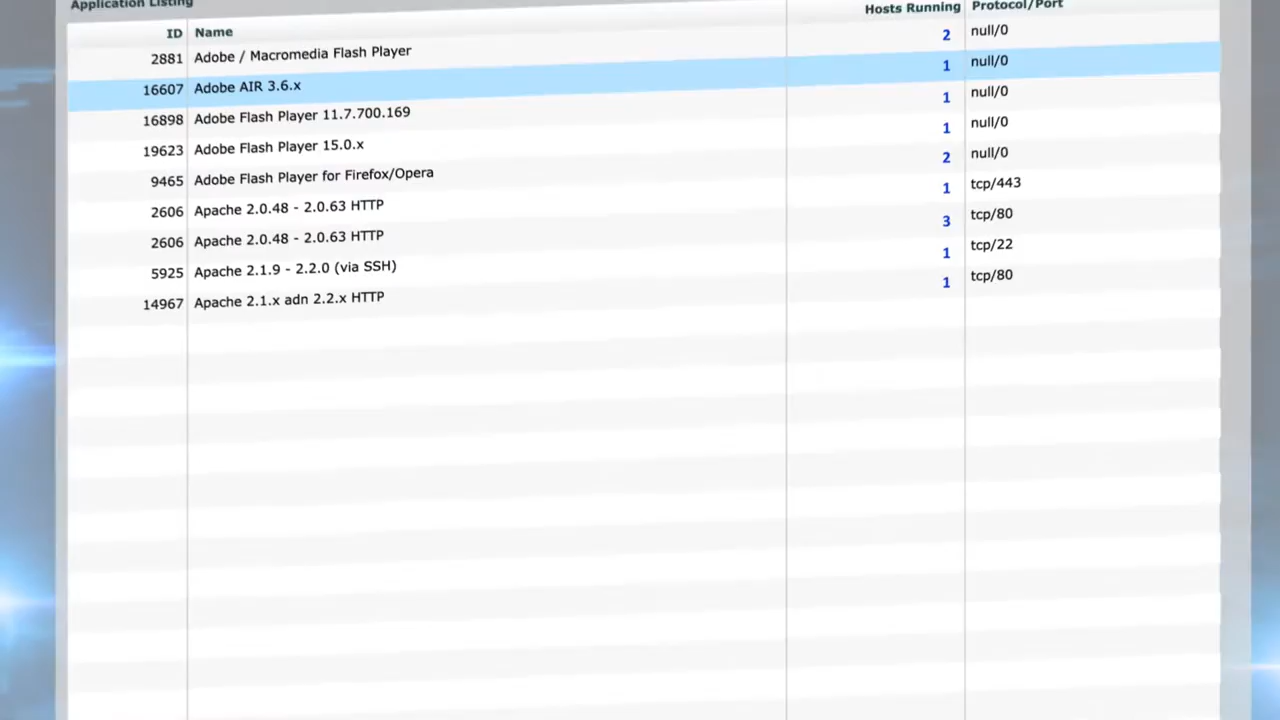 Application Listing
ID Name Hosts Running Protocol/Port
2881 Adobe / Macromedia Flash Player 2 null/0
16607 Adobe AIR 3.6.x 1 null/0
16898 Adobe Flash Player 11.7.700.169 1 null/0
19623 Adobe Flash Player 15.0.x 1 null/0
9465 Adobe Flash Player for Firefox/Opera 2 null/0
2606 Apache 2.0.48 - 2.0.63 HTTP 1 tcp/443
2606 Apache 2.0.48 - 2.0.63 HTTP 3 tcp/80
5925 Apache 2.1.9 - 2.2.0 (via SSH) 1 tcp/22
14967 Apache 2.1.x adn 2.2.x HTTP 1 tcp/80